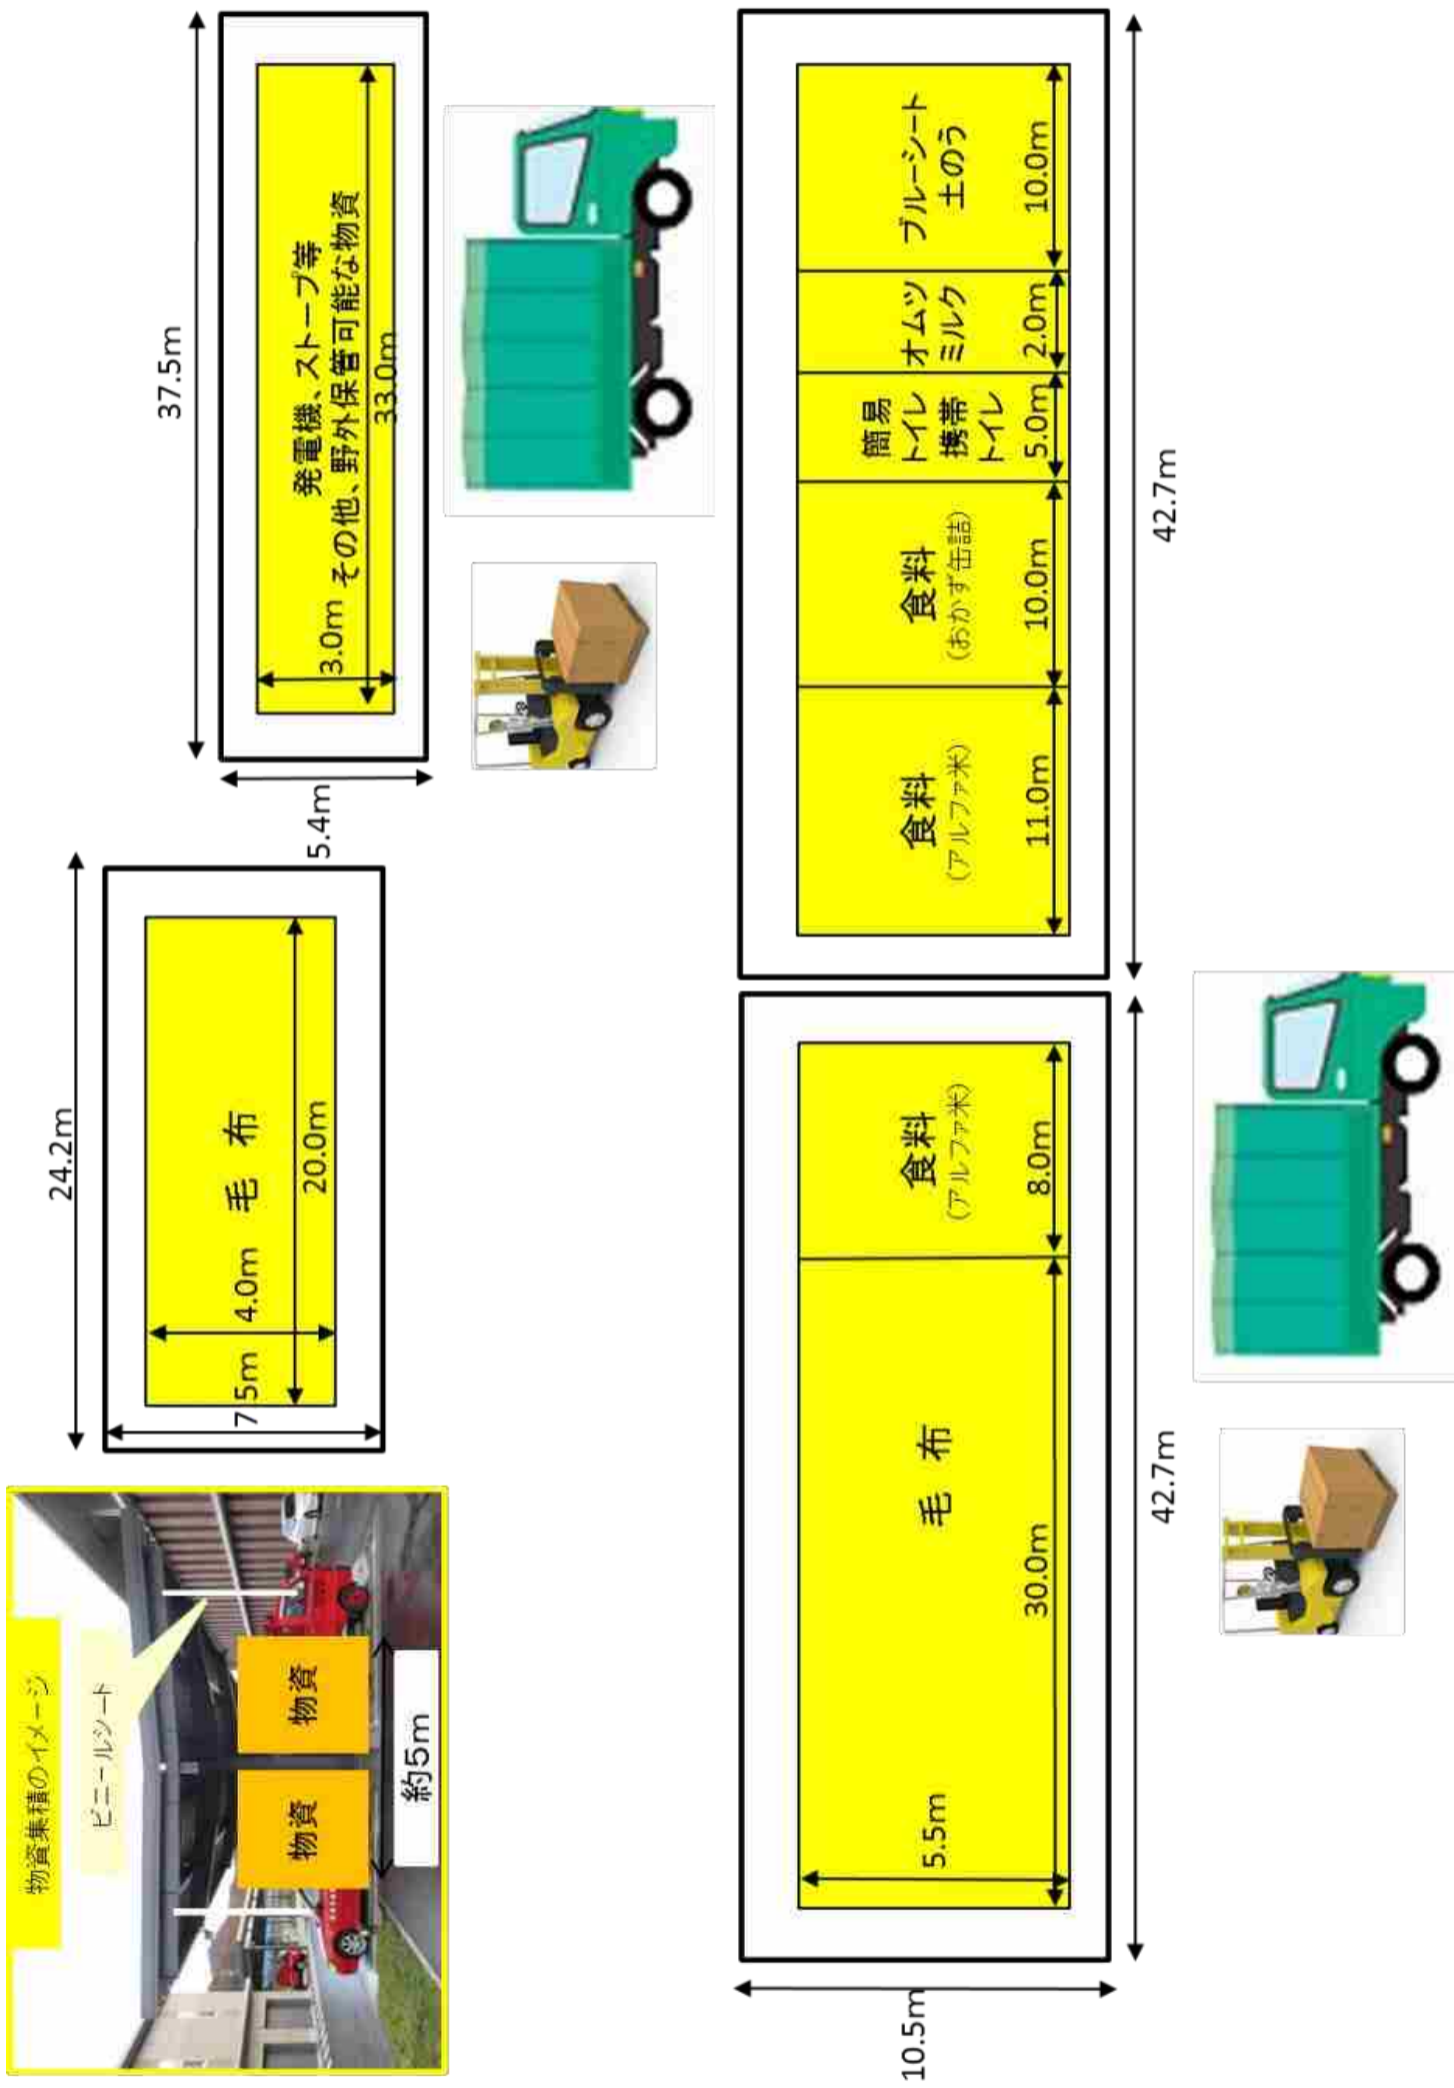 物資集積のイメージ
ビニールシート
物資
物資
約5m
24.2m
7.5m
4.0m
毛 布
20.0m
37.5m
5.4m
発電機、ストーブ等
3.0m
その他、野外保管可能な物資
33.0m
10.5m
5.5m
毛 布
30.0m
食料
（アルファ米）
8.0m
42.7m
食料
（アルファ米）
11.0m
食料
（おかず缶詰）
10.0m
簡易
トイレ
携帯
トイレ
5.0m
オムツ
ミルク
2.0m
ブルーシート
土のう
10.0m
42.7m